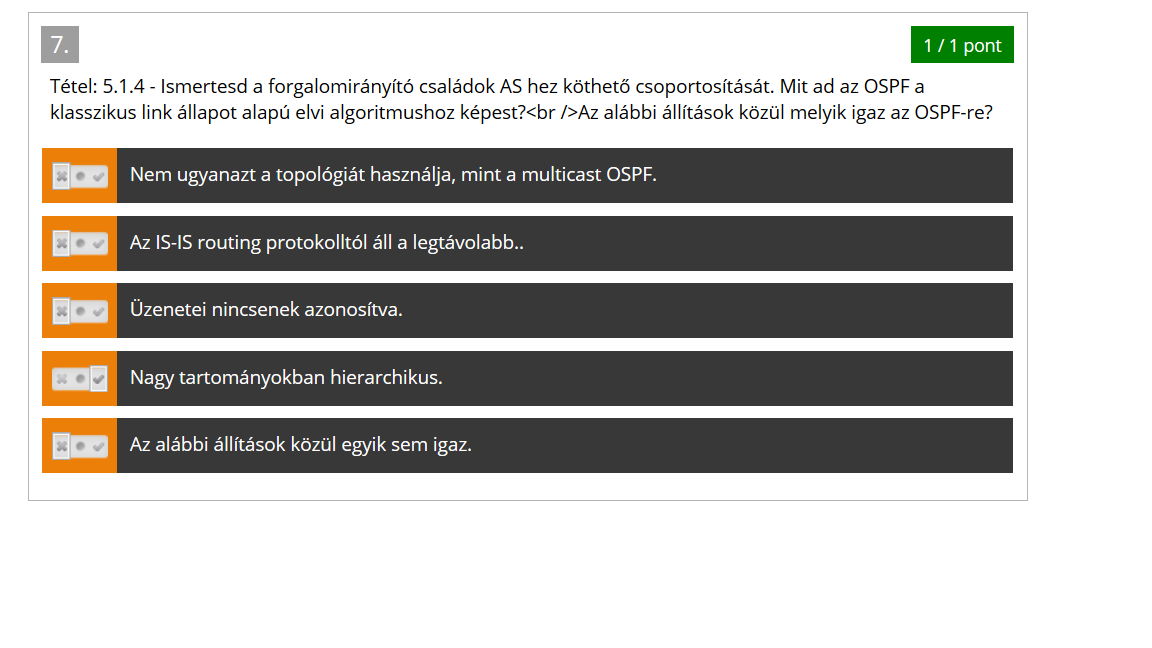 7.
1 / 1 pont
Tétel: 5.1.4 - Ismertesd a forgalomirányító családok AS hez köthető csoportosítását. Mit ad az OSPF a
klasszikus link állapot alapú elvi algoritmushoz képest?<br />Az alábbi állítások közül melyik igaz az OSPF-re?
Nem ugyanazt a topológiát használja, mint a multicast OSPF.
Az IS-IS routing protokolltól áll a legtávolabb..
Üzenetei nincsenek azonosítva.
Nagy tartományokban hierarchikus.
Az alábbi állítások közül egyik sem igaz.